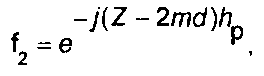 f₂ = e^{-j(Z - 2md)hₚ},